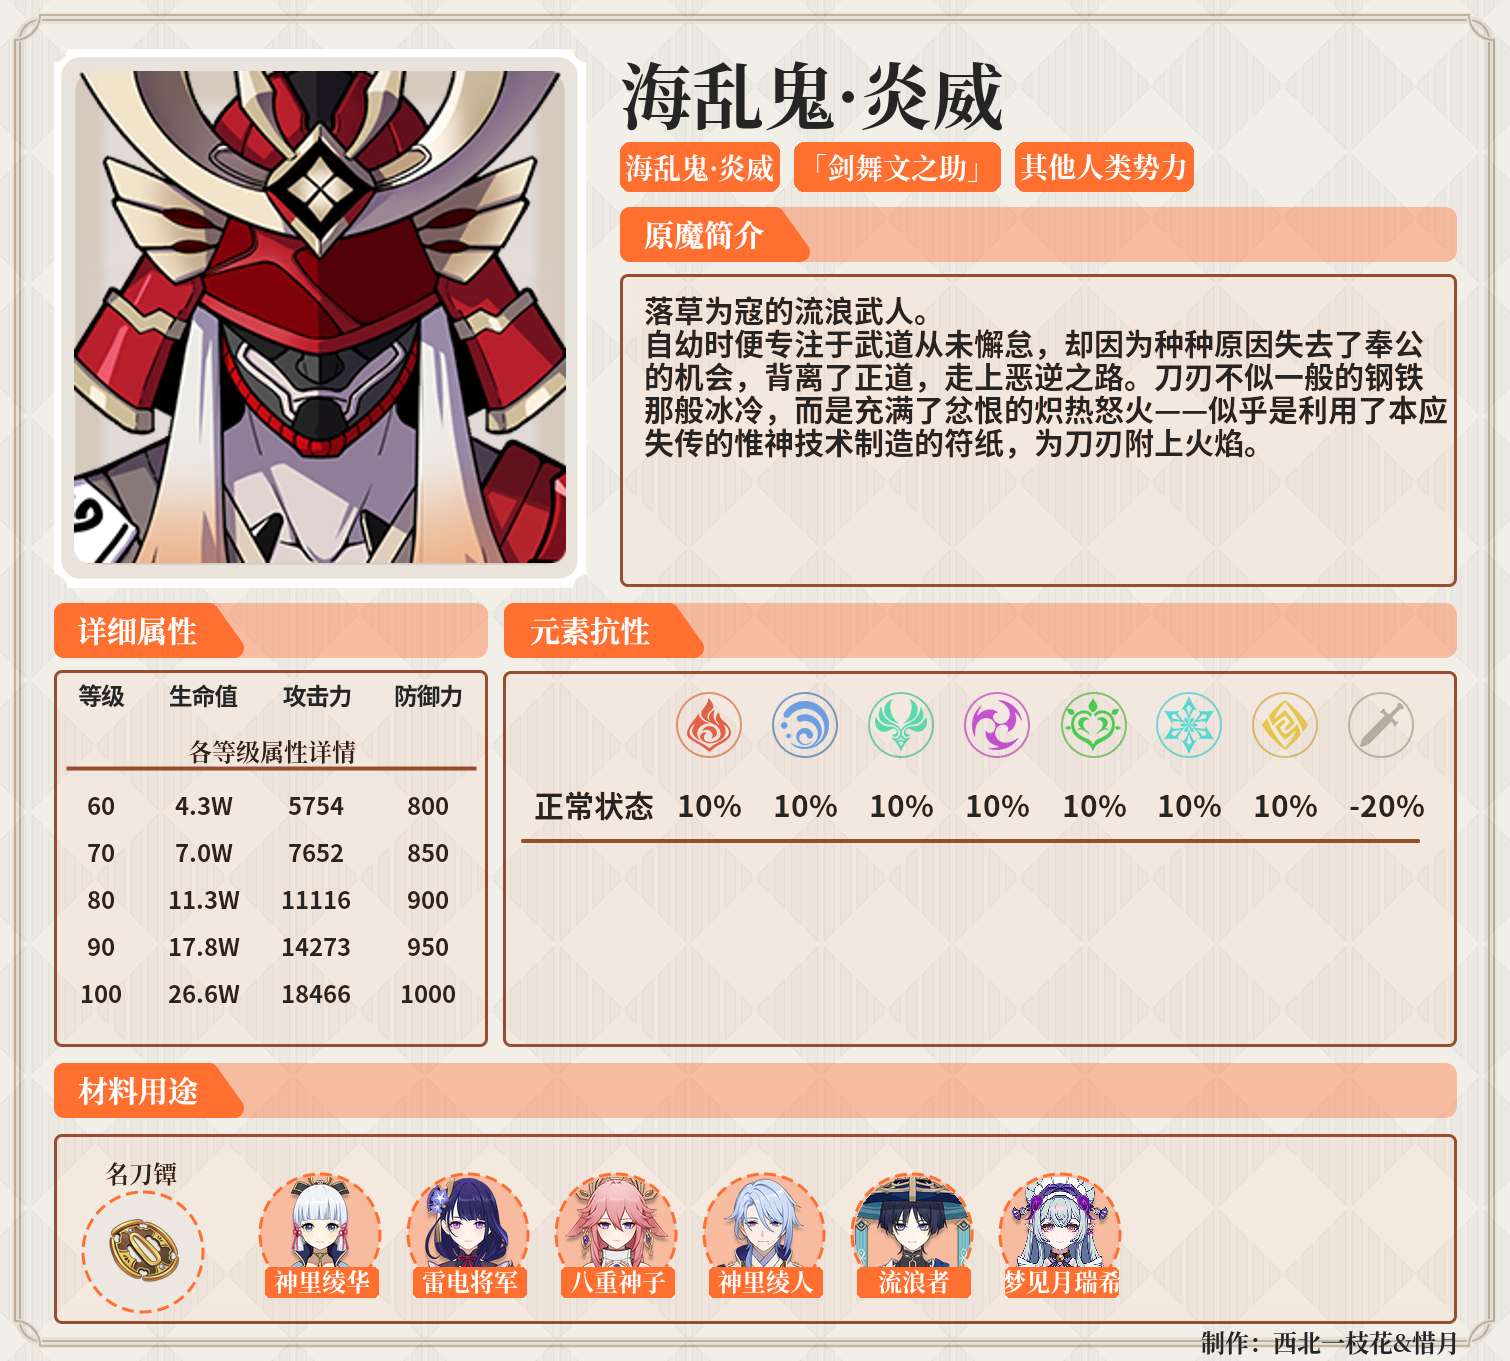 海乱鬼·炎威
海乱鬼·炎威 「剑舞文之助」 其他人类势力
原魔简介
落草为寇的流浪武人。
自幼时便专注于武道从未懈怠，却因为种种原因失去了奉公
的机会，背离了正道，走上恶逆之路。刀刃不似一般的钢铁
那般冰冷，而是充满了忿恨的炽热怒火——似乎是利用了本应
失传的惟神技术制造的符纸，为刀刃附上火焰。
详细属性
等级 生命值 攻击力 防御力
各等级属性详情
60 4.3W 5754 800
70 7.0W 7652 850
80 11.3W 11116 900
90 17.8W 14273 950
100 26.6W 18466 1000
元素抗性
正常状态 10% 10% 10% 10% 10% 10% 10% -20%
材料用途
名刀镡
神里绫华 雷电将军 八重神子 神里绫人 流浪者 梦见月瑞希
制作：西北一枝花&惜月